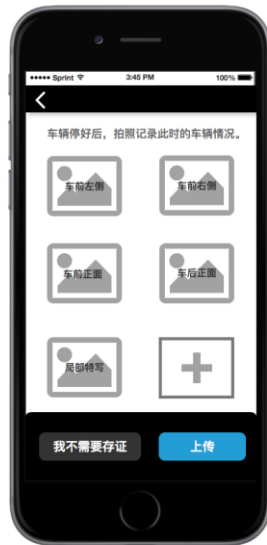 Sprint 3:45 PM 100%
车辆停好后，拍照记录此时的车辆情况。
车前左侧 车前右侧
车前正面 车后正面
局部特写
我不需要存证 上传